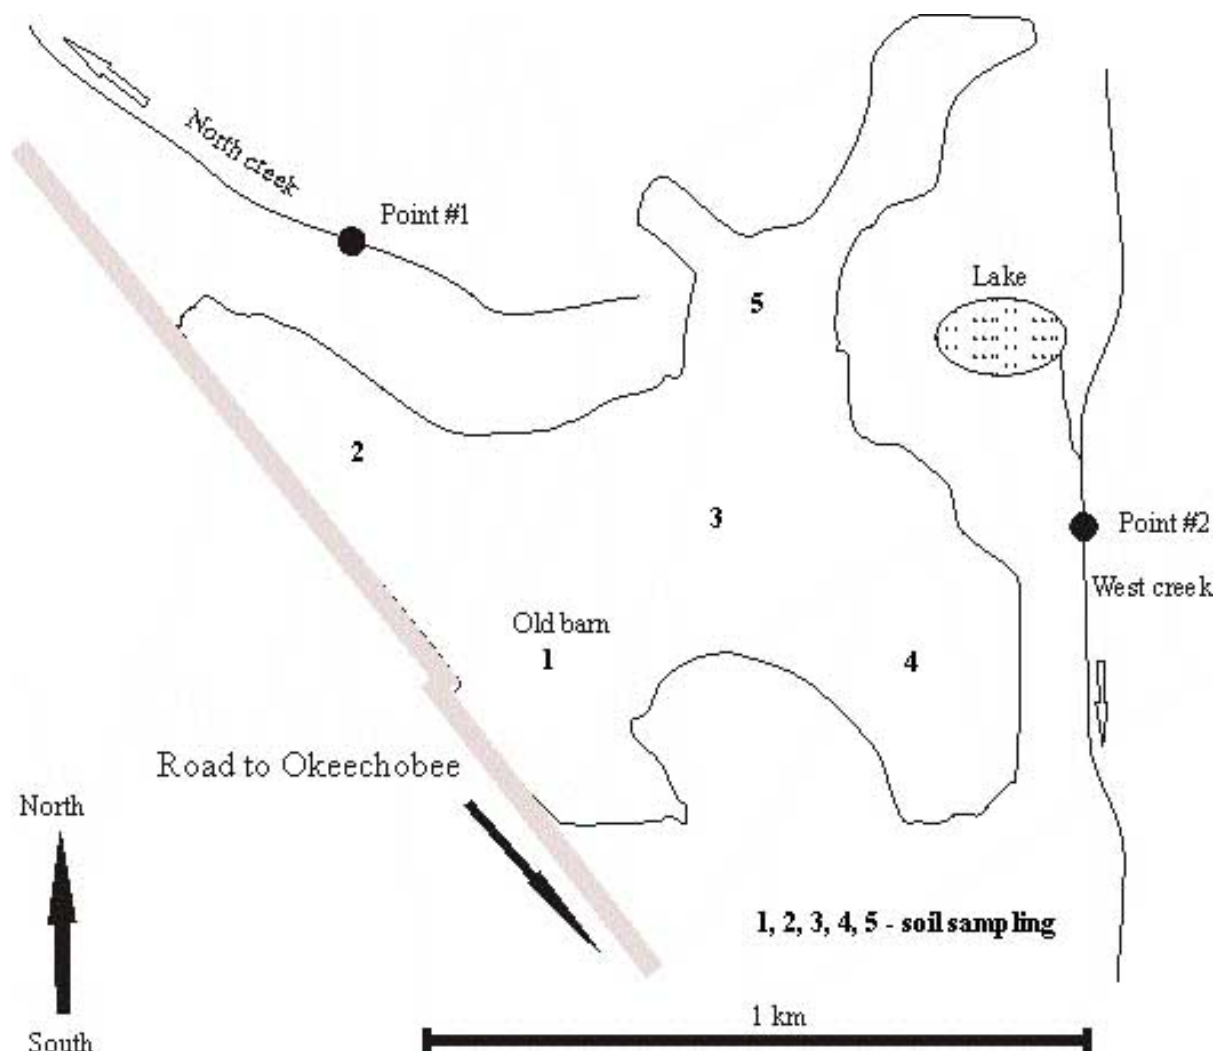 North creek
Point #1
Lake
5
2
3
Point #2
West creek
Old barn
1
4
Road to Okeechobee
North
1, 2, 3, 4, 5 - soil sampling
1 km
South